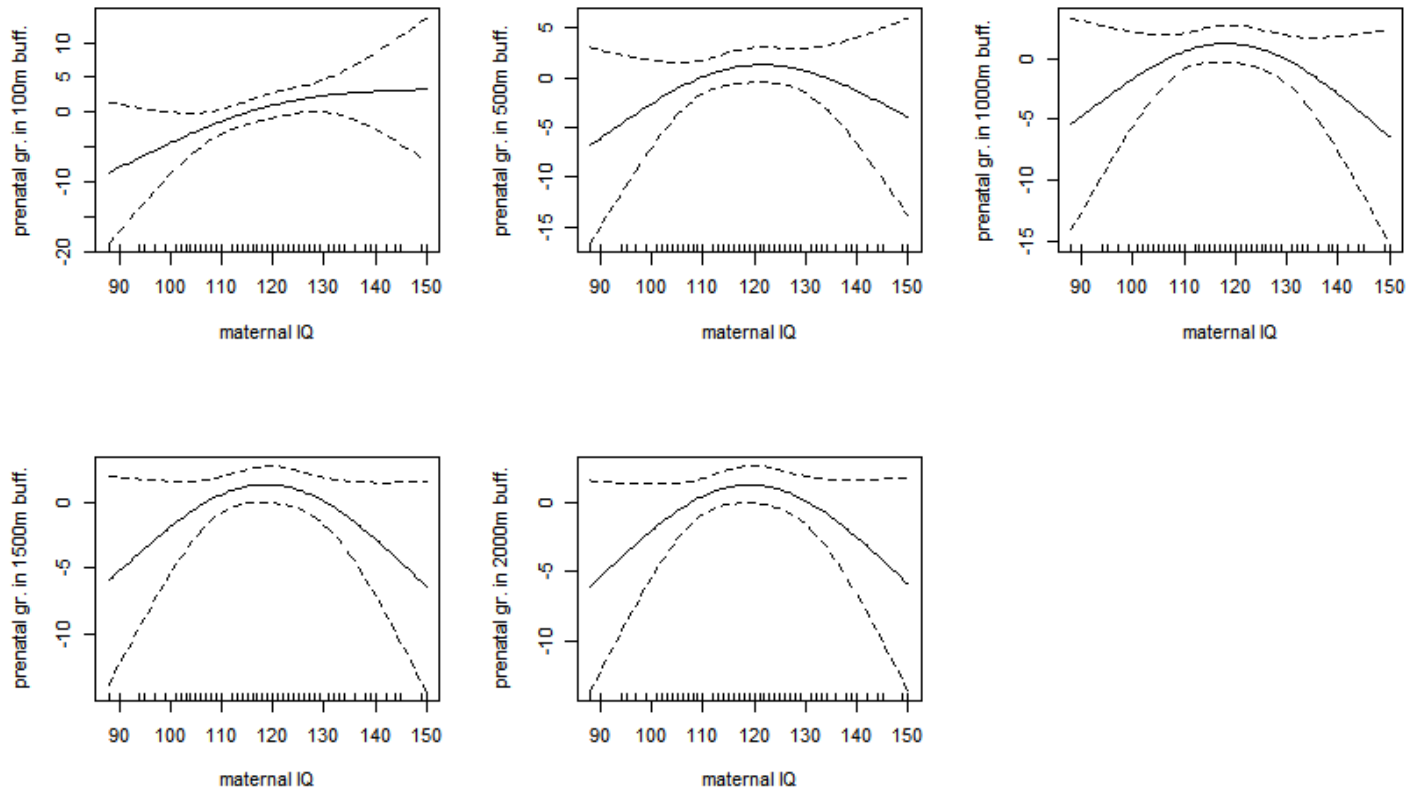 prenatal gr. in 100m buff.
10
5
0
-10
-20
90 100 110 120 130 140 150
maternal IQ
prenatal gr. in 500m buff.
5
0
-5
-10
-15
90 100 110 120 130 140 150
maternal IQ
prenatal gr. in 1000m buff.
0
-5
-10
-15
90 100 110 120 130 140 150
maternal IQ
prenatal gr. in 1500m buff.
0
-5
-10
90 100 110 120 130 140 150
maternal IQ
prenatal gr. in 2000m buff.
0
-5
-10
90 100 110 120 130 140 150
maternal IQ